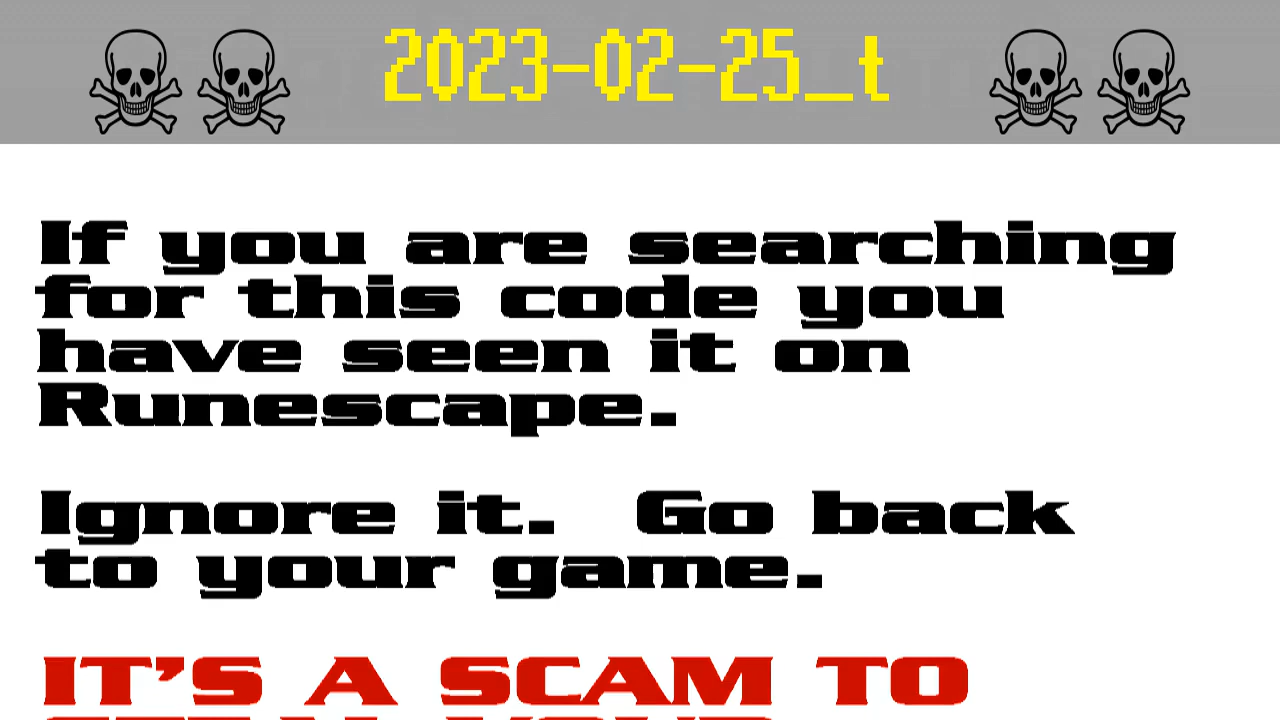 2023-02-25_t
If you are searching
for this code you
have seen it on
Runescape.
Ignore it.  Go back
to your game.
IT'S A SCAM TO